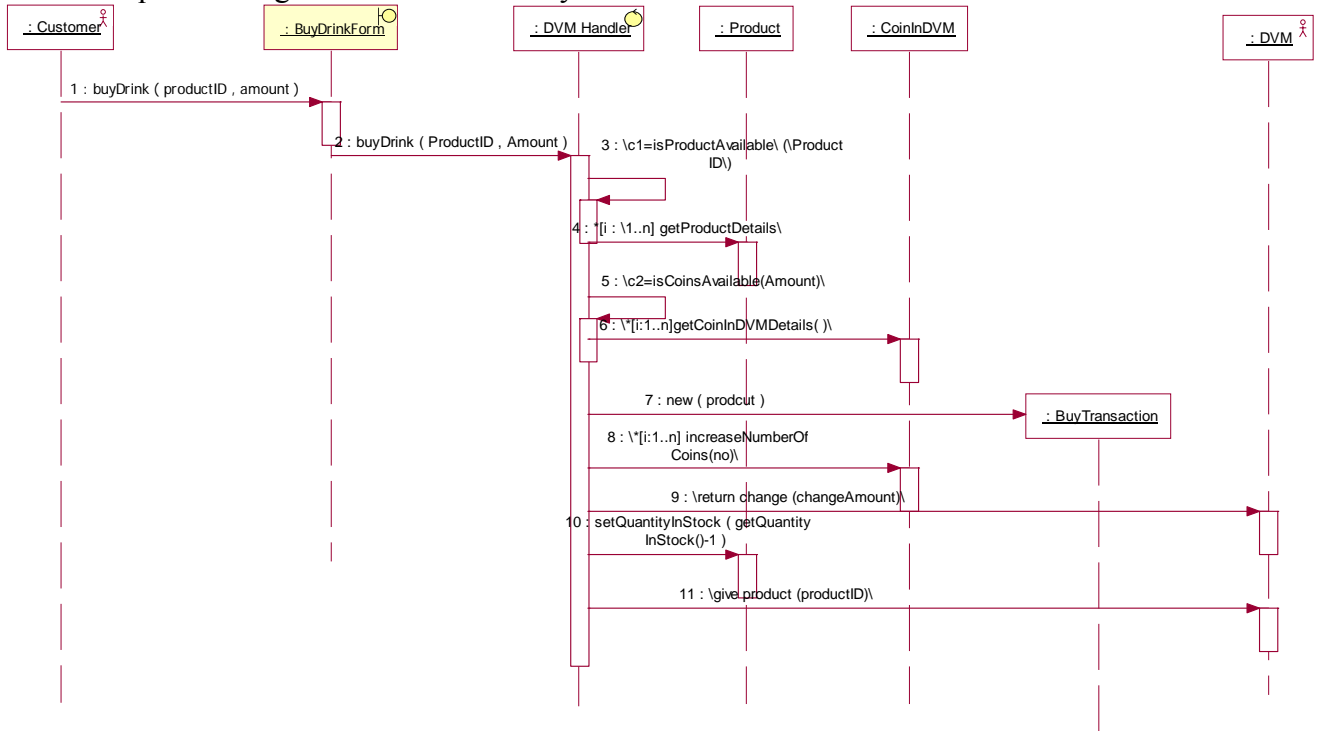 : Customer
: BuyDrinkForm
: DVM Handler
: Product
: CoinInDVM
: DVM
1 : buyDrink ( productID , amount )
2 : buyDrink ( ProductID , Amount )
3 : \c1=isProductAvailable\ (\Product
ID\)
4 : *[i : \1..n] getProductDetails\
5 : \c2=isCoinsAvailable(Amount)\
6 : \*[i:1..n]getCoinInDVMDetails( )\
7 : new ( prodcut )
: BuyTransaction
8 : \*[i:1..n] increaseNumberOf
Coins(no)\
9 : \return change (changeAmount)\
10 : setQuantityInStock ( getQuantity
InStock()-1 )
11 : \give product (productID)\